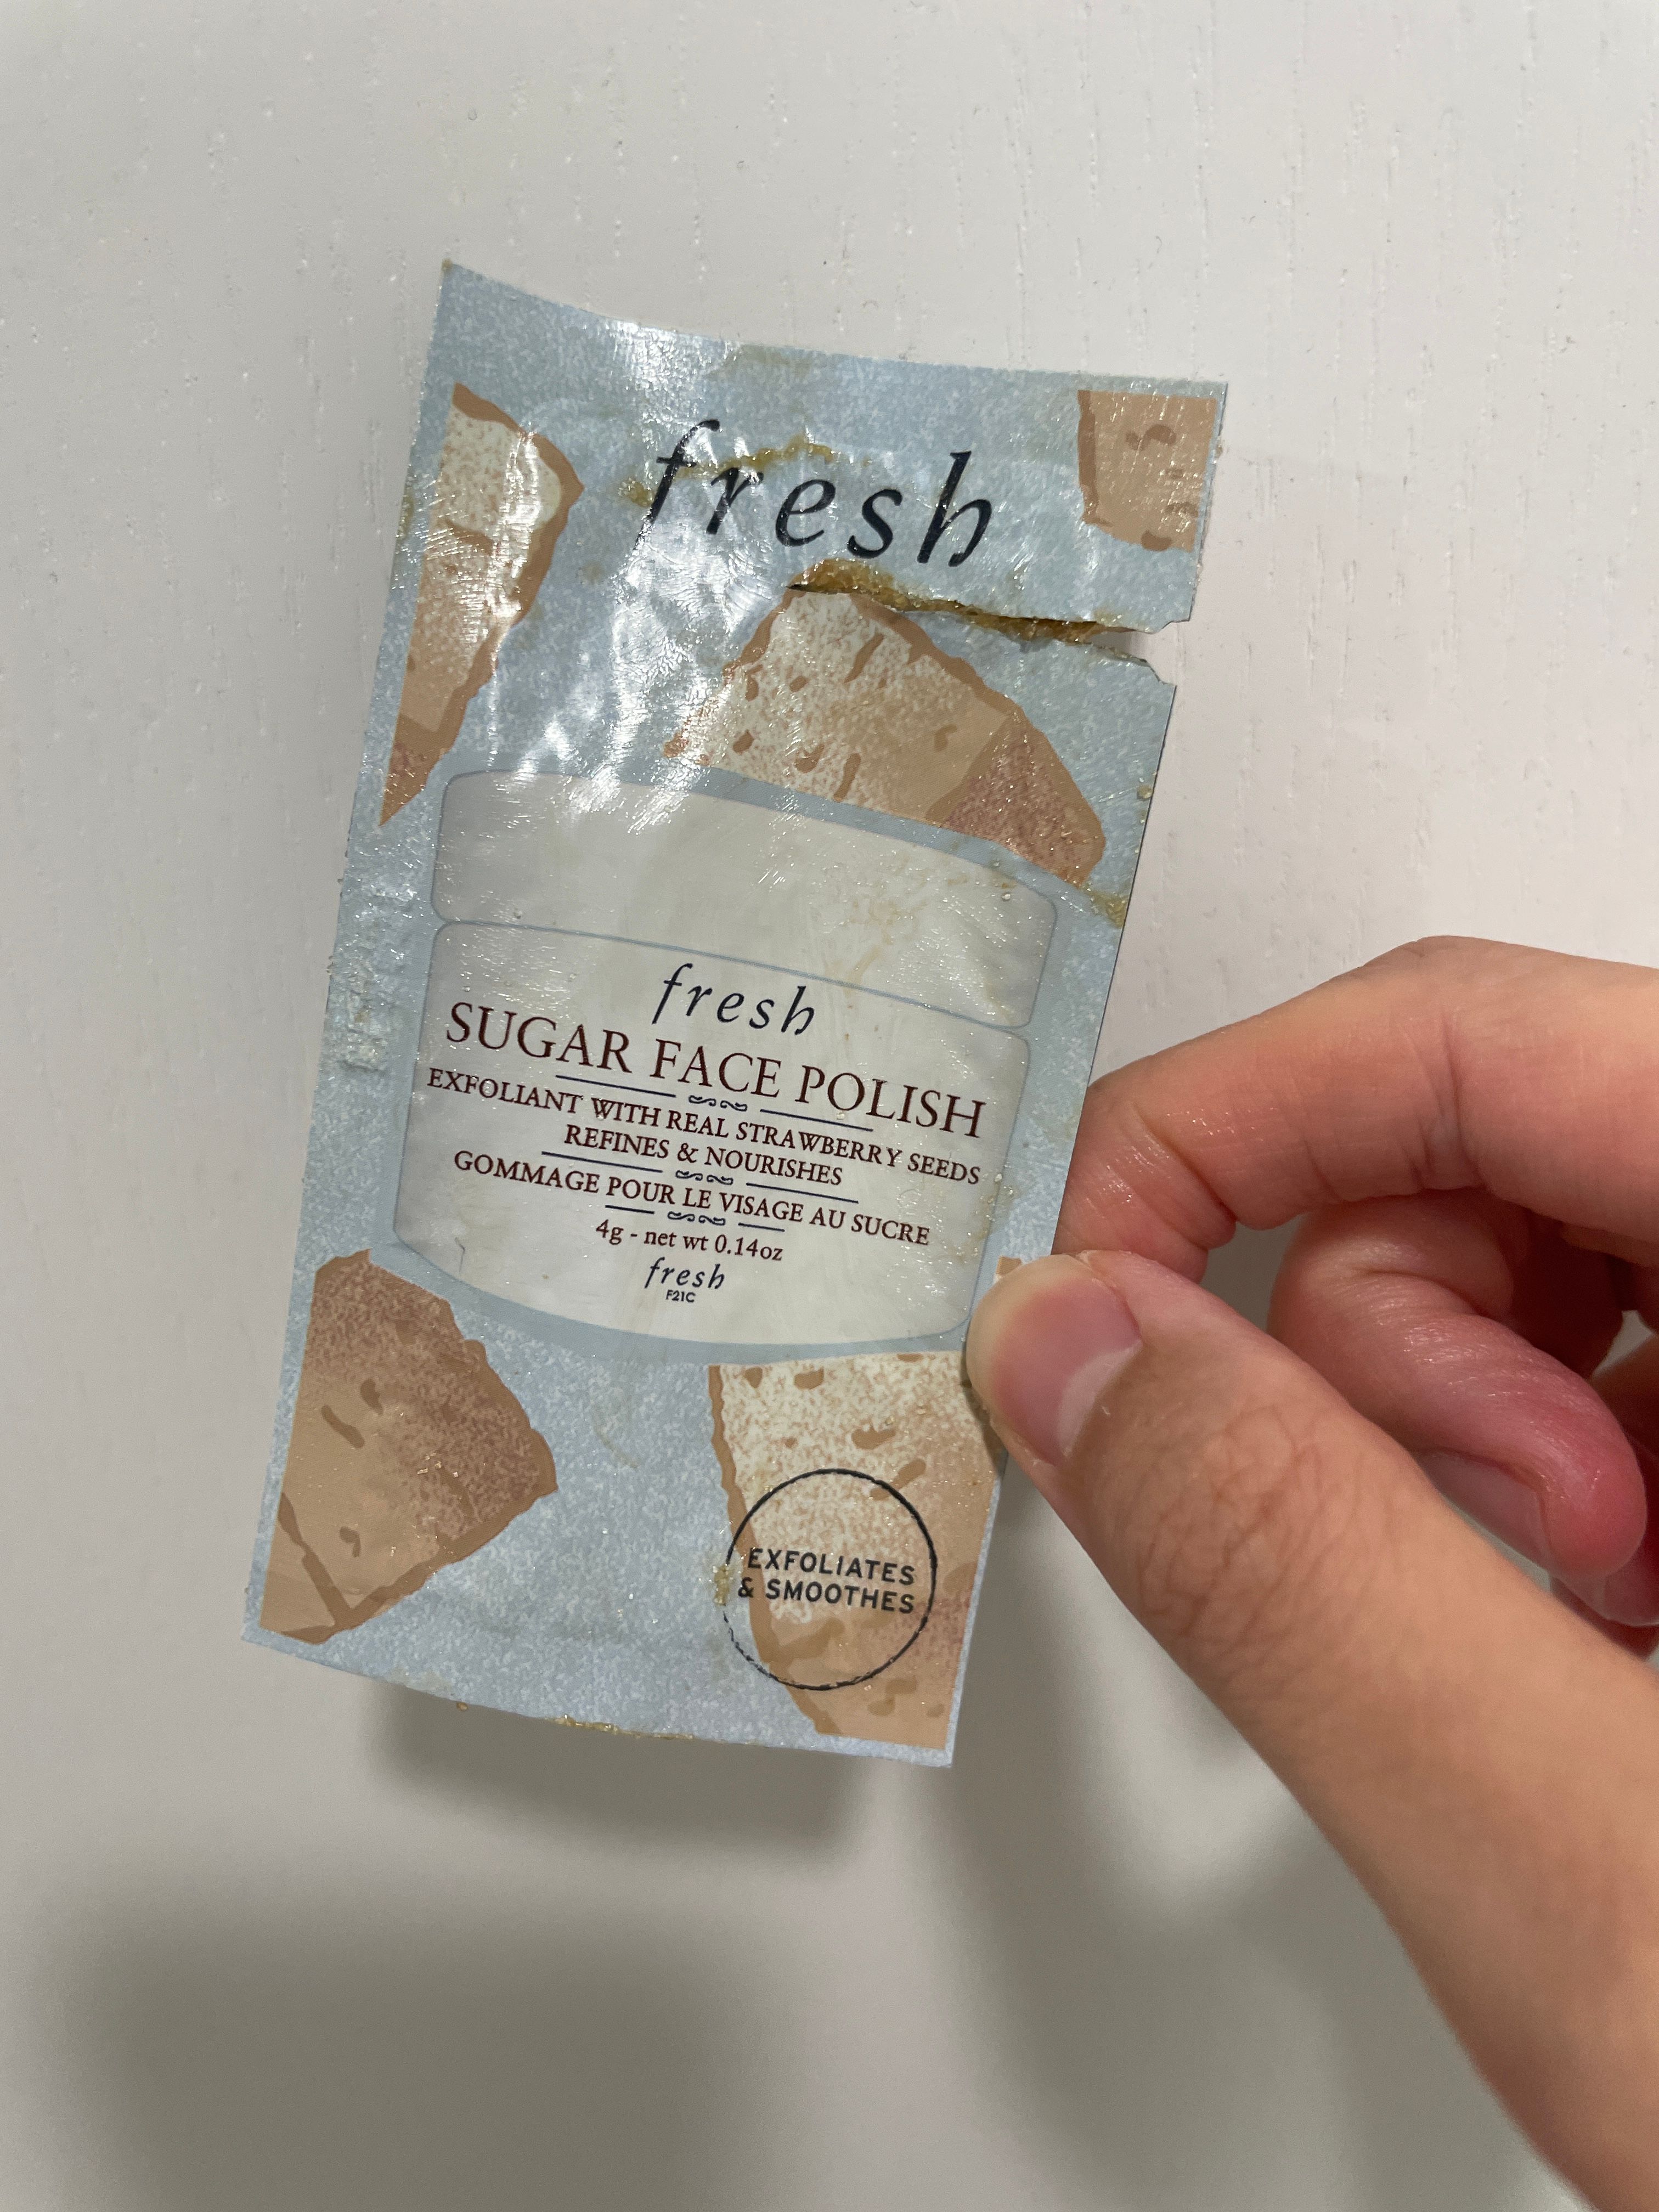 fresh
fresh
SUGAR FACE POLISH
EXFOLIANT WITH REAL STRAWBERRY SEEDS
REFINES & NOURISHES
GOMMAGE POUR LE VISAGE AU SUCRE
4g - net wt 0.14oz
fresh
F21C
EXFOLIATES
& SMOOTHES